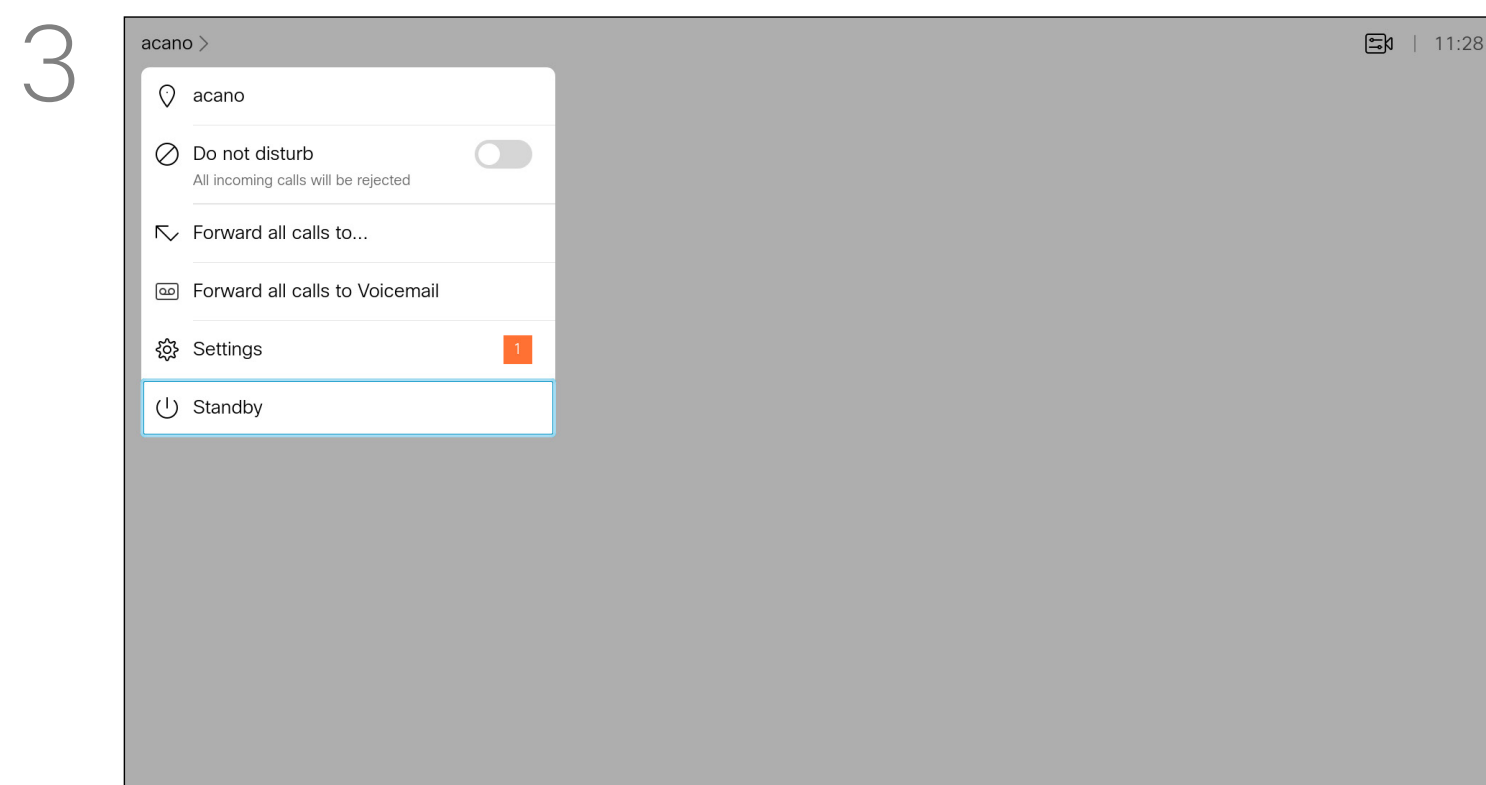 3
acano >
11:28
acano
Do not disturb
All incoming calls will be rejected
Forward all calls to...
Forward all calls to Voicemail
Settings
1
Standby